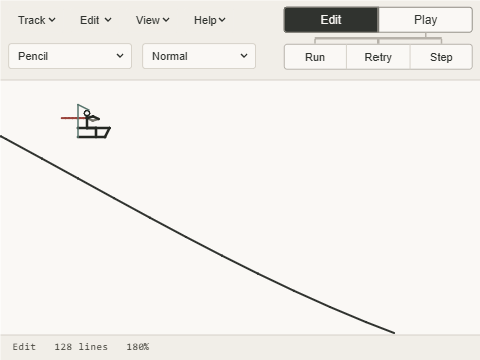 Track Edit View Help Edit Play
Pencil Normal Run Retry Step
Edit 128 lines 180%